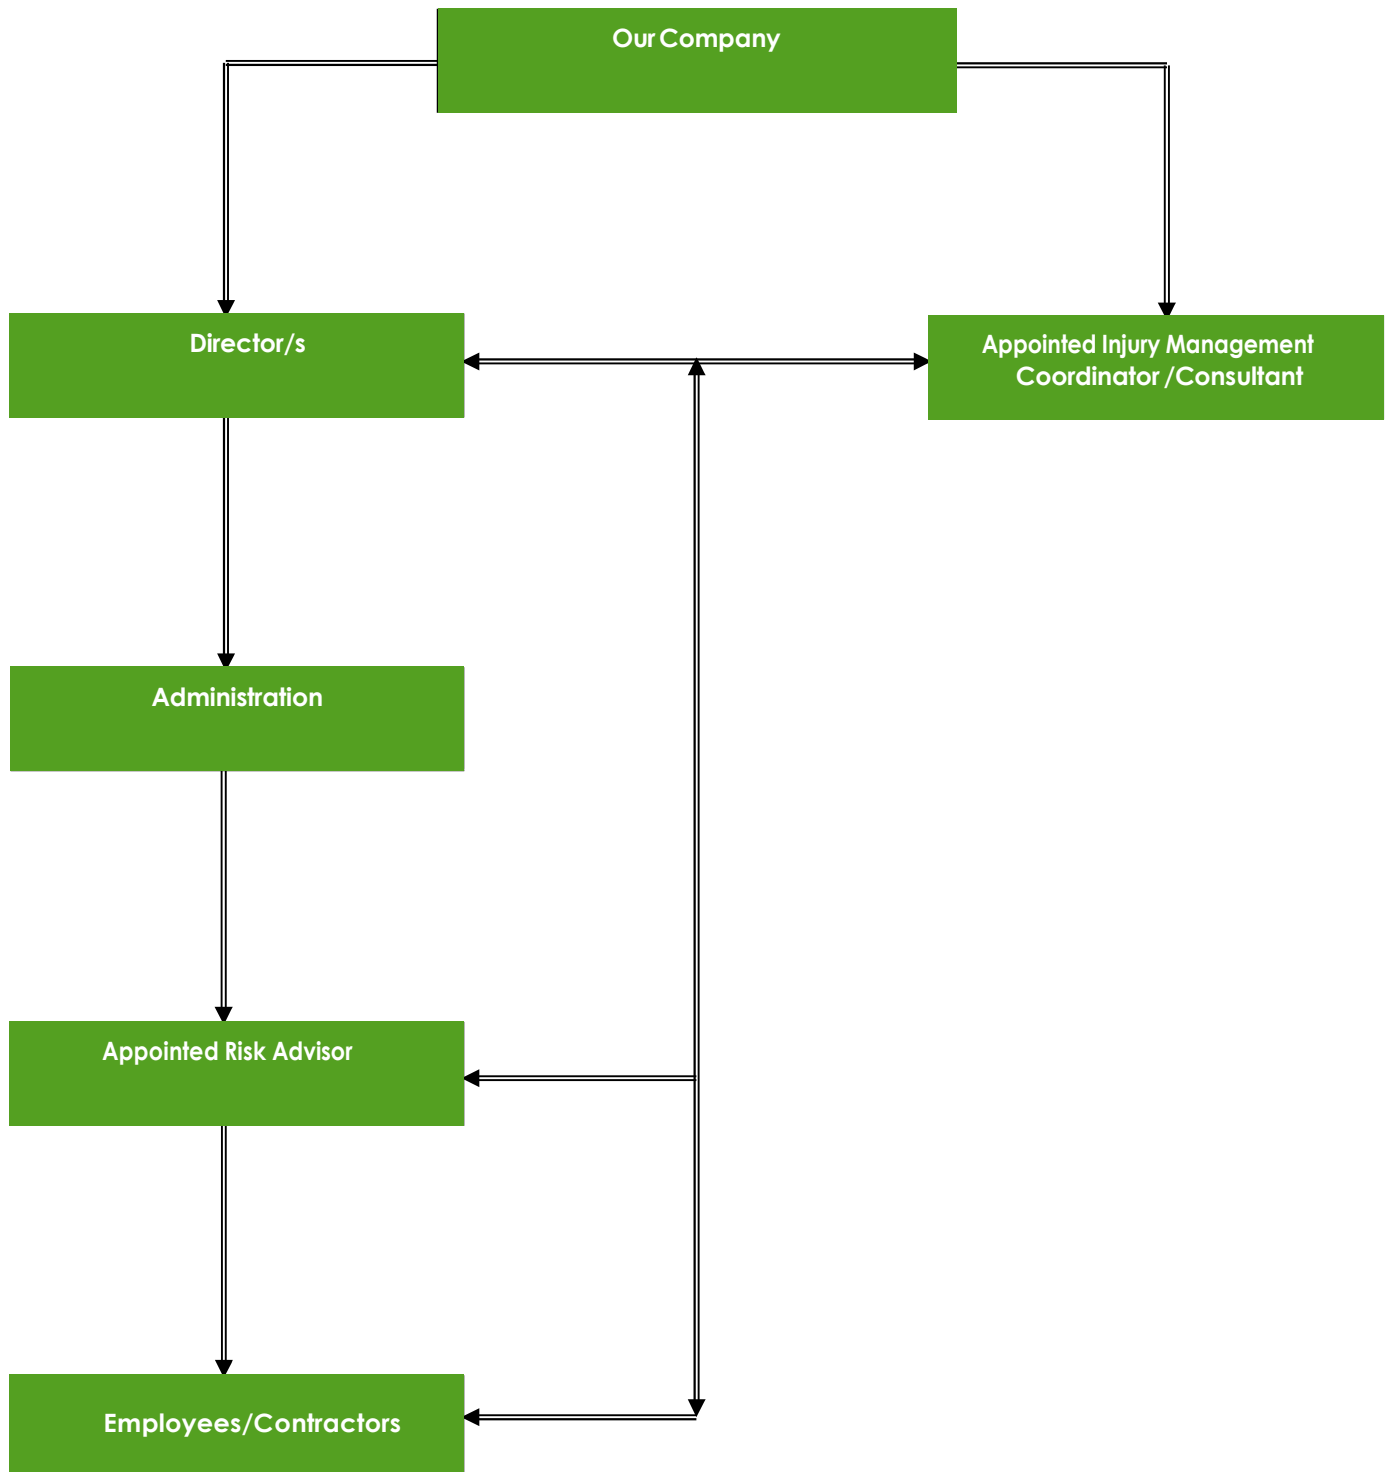 Our Company
Director/s
Appointed Injury Management
Coordinator /Consultant
Administration
Appointed Risk Advisor
Employees/Contractors